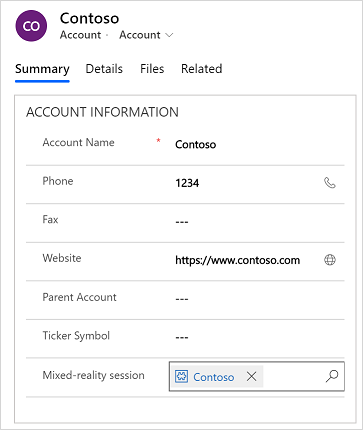 CO
Contoso
Account · Account
Summary Details Files Related
ACCOUNT INFORMATION
Account Name * Contoso
Phone 1234
Fax ---
Website https://www.contoso.com
Parent Account ---
Ticker Symbol ---
Mixed-reality session Contoso